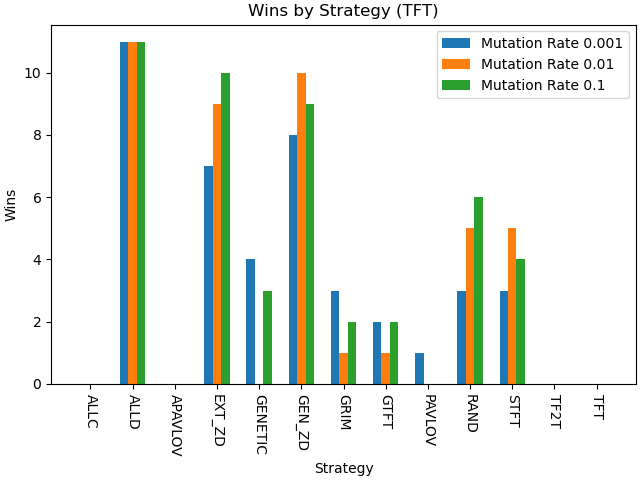 Wins by Strategy (TFT)
Mutation Rate 0.001
Mutation Rate 0.01
Mutation Rate 0.1
Wins
10
8
6
4
2
0
ALLC
ALLD
APAVLOV
EXT_ZD
GENETIC
GEN_ZD
GRIM
GTFT
PAVLOV
RAND
STFT
TF2T
TFT
Strategy